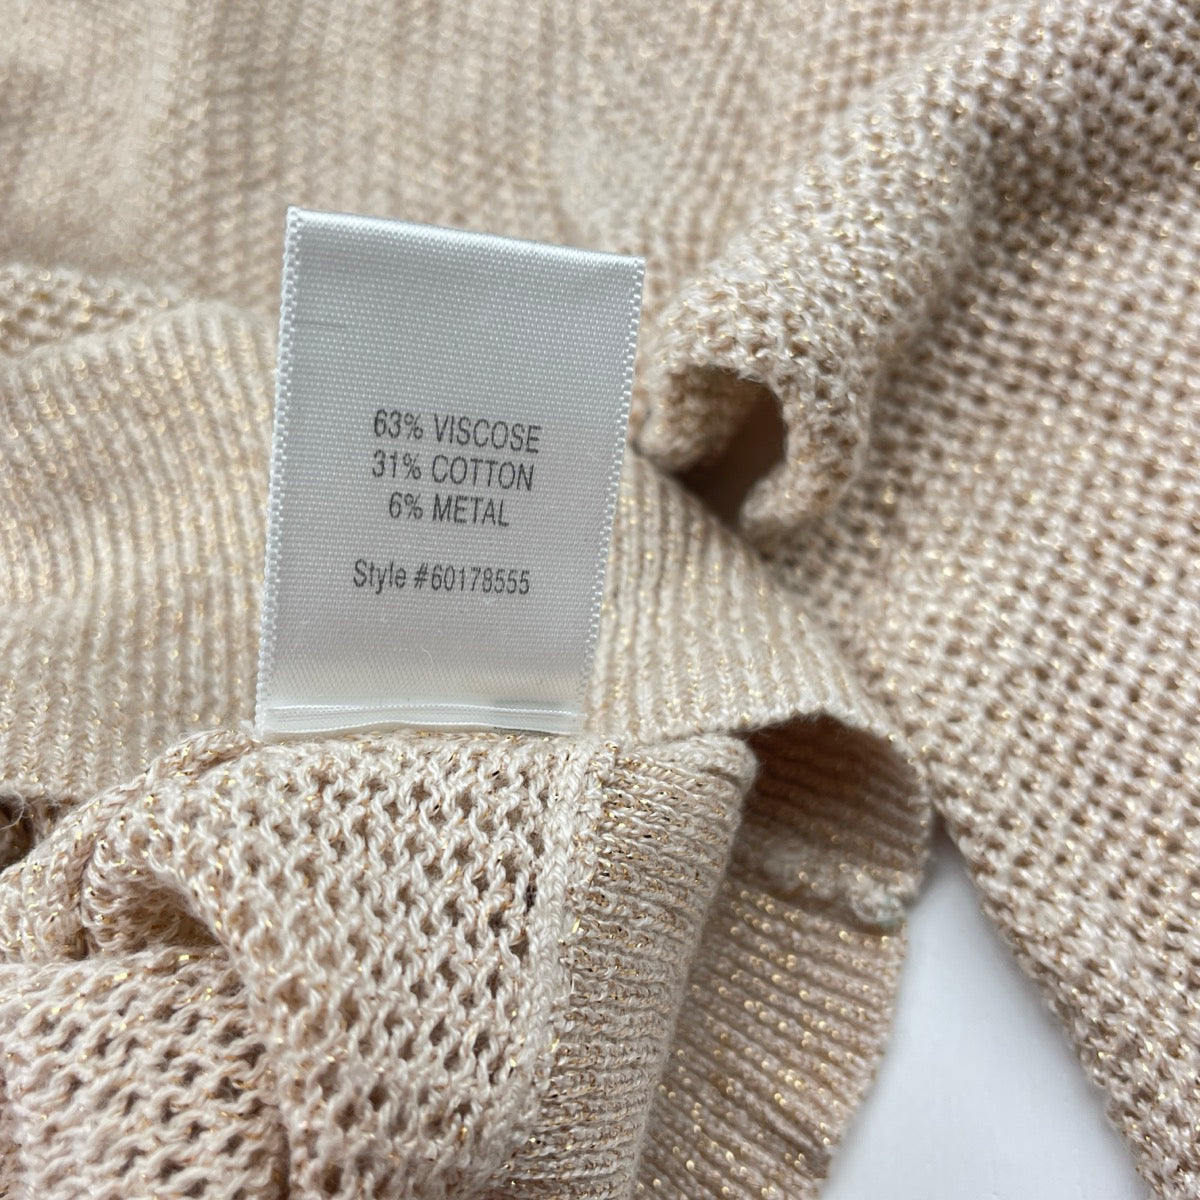 63% VISCOSE
31% COTTON
6% METAL
Style #60178555